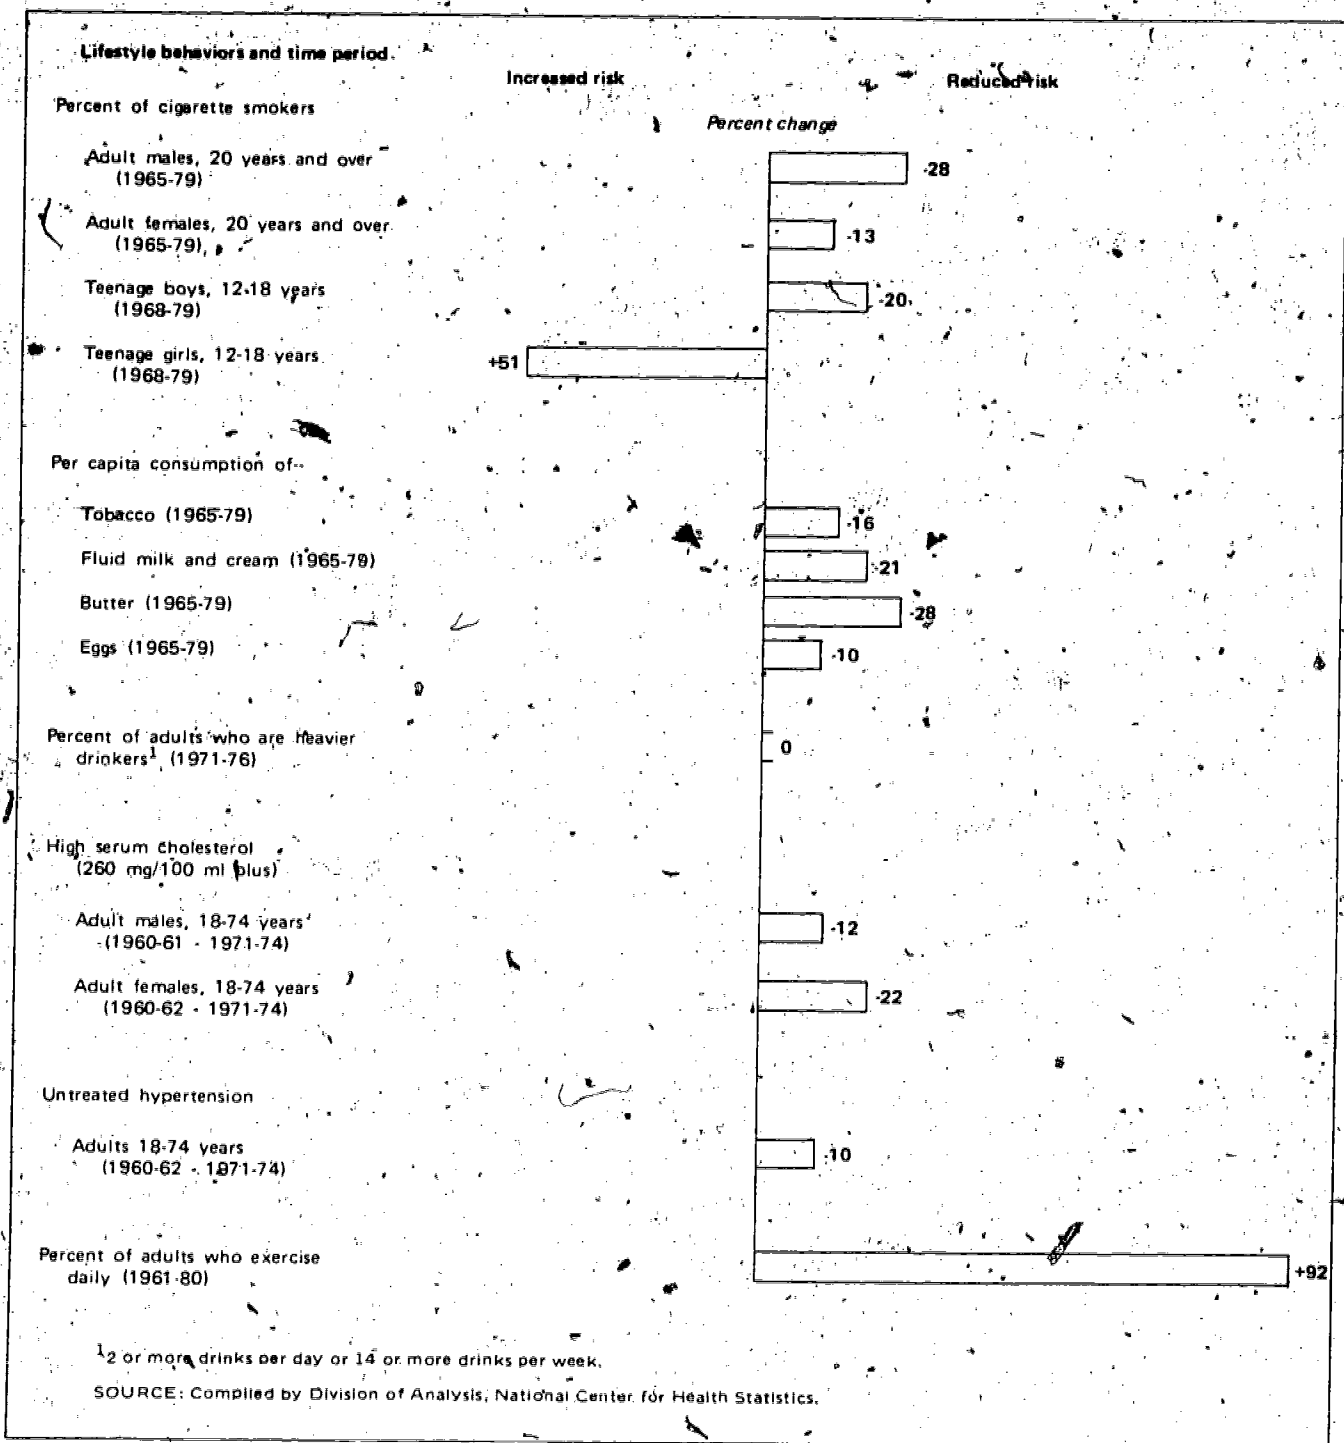 Lifestyle behaviors and time period
Increased risk
Reduced risk
Percent of cigarette smokers
Percent change
Adult males, 20 years and over
(1965-79)
-28
Adult females, 20 years and over
(1965-79)
-13
Teenage boys, 12-18 years
(1968-79)
-20
Teenage girls, 12-18 years
(1968-79)
+51
Per capita consumption of--
Tobacco (1965-79)
-16
Fluid milk and cream (1965-79)
-21
Butter (1965-79)
-28
Eggs (1965-79)
-10
Percent of adults who are heavier
drinkers1 (1971-76)
0
High serum cholesterol
(260 mg/100 ml plus)
Adult males, 18-74 years
(1960-61 - 1971-74)
-12
Adult females, 18-74 years
(1960-62 - 1971-74)
-22
Untreated hypertension
Adults 18-74 years
(1960-62 - 1971-74)
-10
Percent of adults who exercise
daily (1961-80)
+92
12 or more drinks per day or 14 or more drinks per week.
SOURCE: Compiled by Division of Analysis, National Center for Health Statistics.